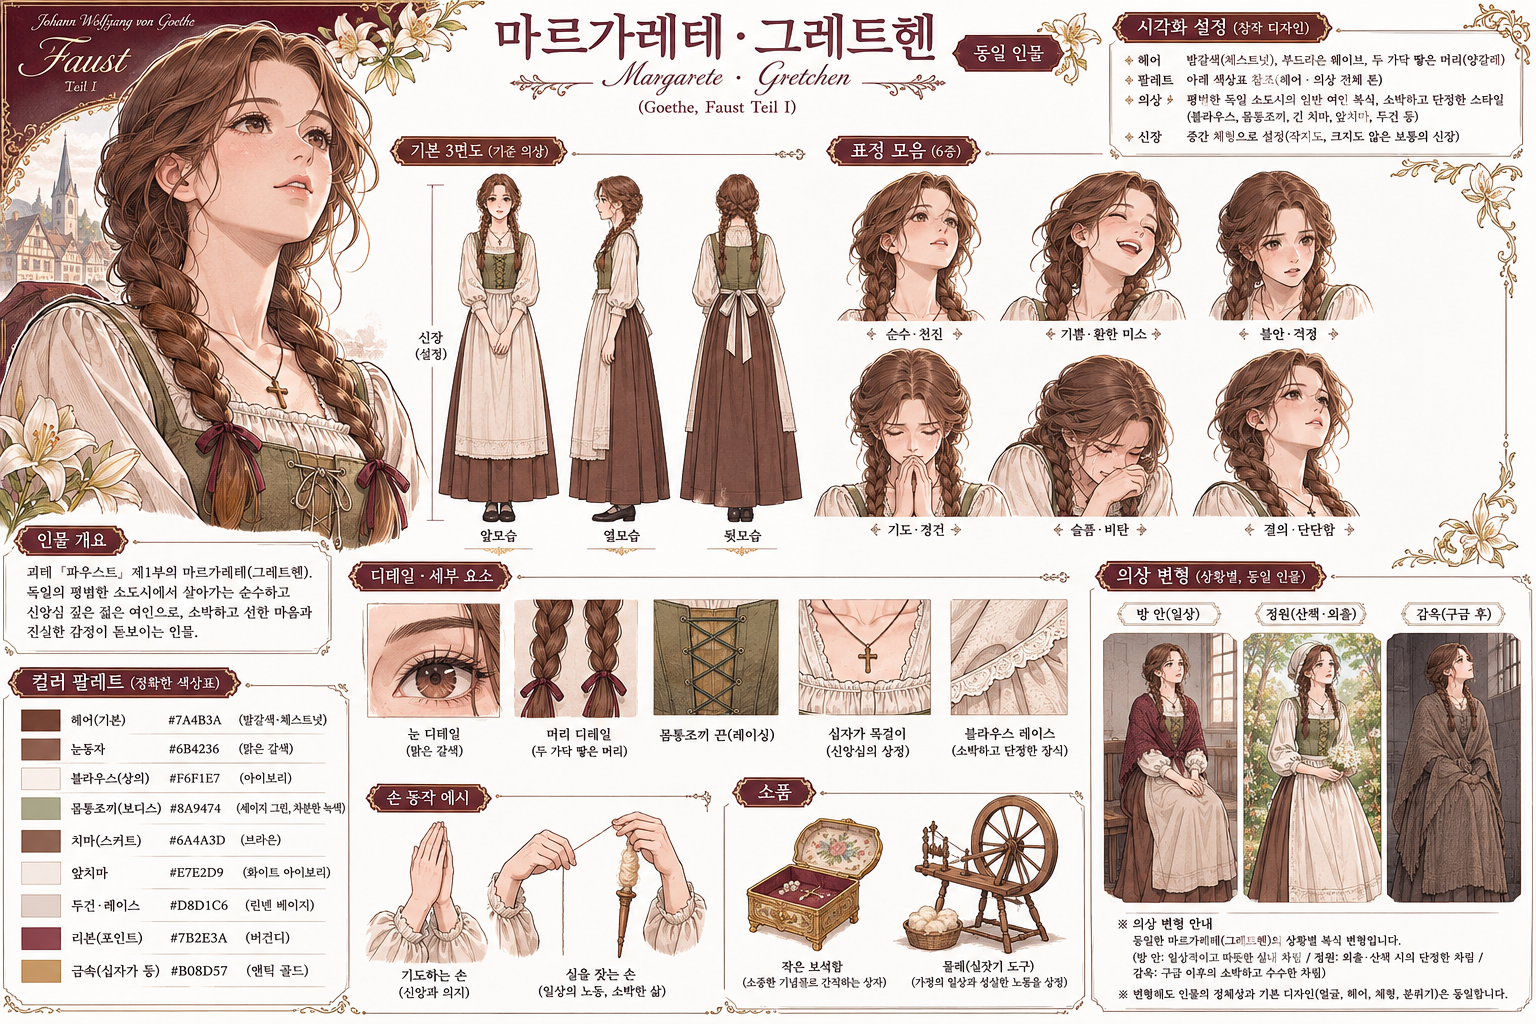 Johann Wolfgang von Goethe
Faust
Teil I
마르가레테 · 그레트헨
Margarete · Gretchen
(Goethe, Faust Teil I)
동일 인물
시각화 설정 (창작 디자인)
헤어 밤갈색(체스트넛), 부드러운 웨이브, 두 가닥 땋은 머리(양갈래)
팔레트 아래 색상표 참조(헤어 · 의상 전체 톤)
의상 평범한 독일 소도시의 일반 여인 복식, 소박하고 단정한 스타일
(블라우스, 몸통조끼, 긴 치마, 앞치마, 두건 등)
신장 중간 체형으로 설정(작지도, 크지도 않은 보통의 신장)
기본 3면도 (기준 의상)
신장
(설정)
앞모습
옆모습
뒷모습
표정 모음 (6종)
순수 · 천진
기쁨 · 환한 미소
불안 · 걱정
기도 · 경건
슬픔 · 비탄
결의 · 단단함
인물 개요
괴테 『파우스트』 제1부의 마르가레테(그레트헨).
독일의 평범한 소도시에서 살아가는 순수하고
신앙심 깊은 젊은 여인으로, 소박하고 선한 마음과
진실한 감정이 돋보이는 인물.
컬러 팔레트 (정확한 색상표)
헤어(기본) #7A4B3A (밤갈색·체스트넛)
눈동자 #6B4236 (맑은 갈색)
블라우스(상의) #F6F1E7 (아이보리)
몸통조끼(보디스) #8A9474 (세이지 그린, 차분한 녹색)
치마(스커트) #6A4A3D (브라운)
앞치마 #E7E2D9 (화이트 아이보리)
두건 · 레이스 #D8D1C6 (린넨 베이지)
리본(포인트) #7B2E3A (버건디)
금속(십자가 등) #B08D57 (앤틱 골드)
디테일 · 세부 요소
눈 디테일
(맑은 갈색)
머리 디테일
(두 가닥 땋은 머리)
몸통조끼 끈(레이싱)
십자가 목걸이
(신앙심의 상징)
블라우스 레이스
(소박하고 단정한 장식)
손 동작 예시
기도하는 손
(신앙과 의지)
실을 잣는 손
(일상의 노동, 소박한 삶)
소품
작은 보석함
(소중한 기념품르 간직하는 상자)
물레(실잣기 도구)
(가정의 일상과 성실한 노동을 상징)
의상 변형 (상황별, 동일 인물)
방 안(일상)
정원(산책 · 외출)
감옥(구금 후)
※ 의상 변형 안내
동일한 마르가레테(그레트헨)의 상황별 복식 변형입니다.
(방 안: 일상적이고 따뜻한 실내 차림 / 정원: 외출·산책 시의 단정한 차림 /
감옥: 구금 이후의 소박하고 수수한 차림)
※ 변형해도 인물의 정체성과 기본 디자인(얼굴, 헤어, 체형, 분위기)은 동일합니다.